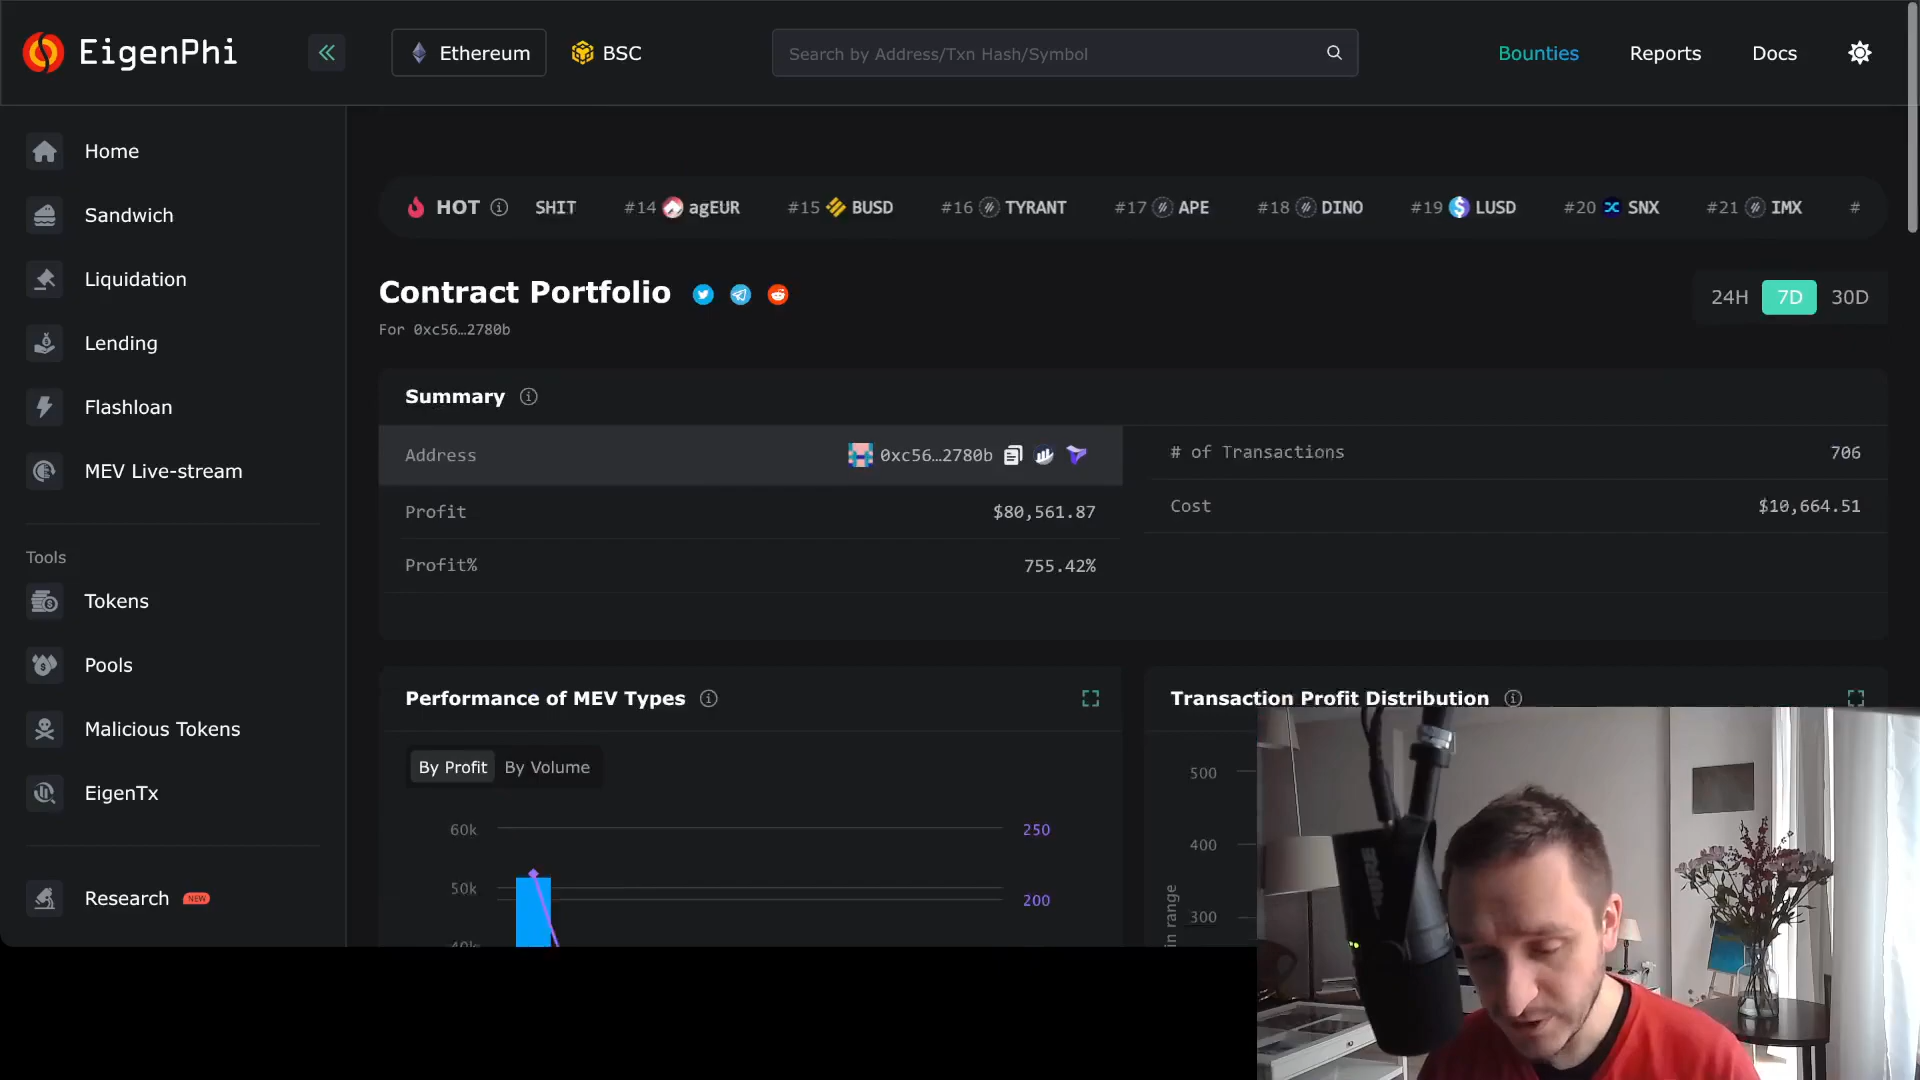 EigenPhi
Ethereum
BSC
Search by Address/Txn Hash/Symbol
Bounties
Reports
Docs
Home
Sandwich
Liquidation
Lending
Flashloan
MEV Live-stream
Tools
Tokens
Pools
Malicious Tokens
EigenTx
Research NEW
HOT SHIT #14 agEUR #15 BUSD #16 TYRANT #17 APE #18 DINO #19 LUSD #20 SNX #21 IMX #
Contract Portfolio
For 0xc56…2780b
24H 7D 30D
Summary
Address 0xc56…2780b
# of Transactions 706
Profit $80,561.87
Cost $10,664.51
Profit% 755.42%
Performance of MEV Types
By Profit By Volume
60k 250
50k 200
40k
Transaction Profit Distribution
500
400
300
in range